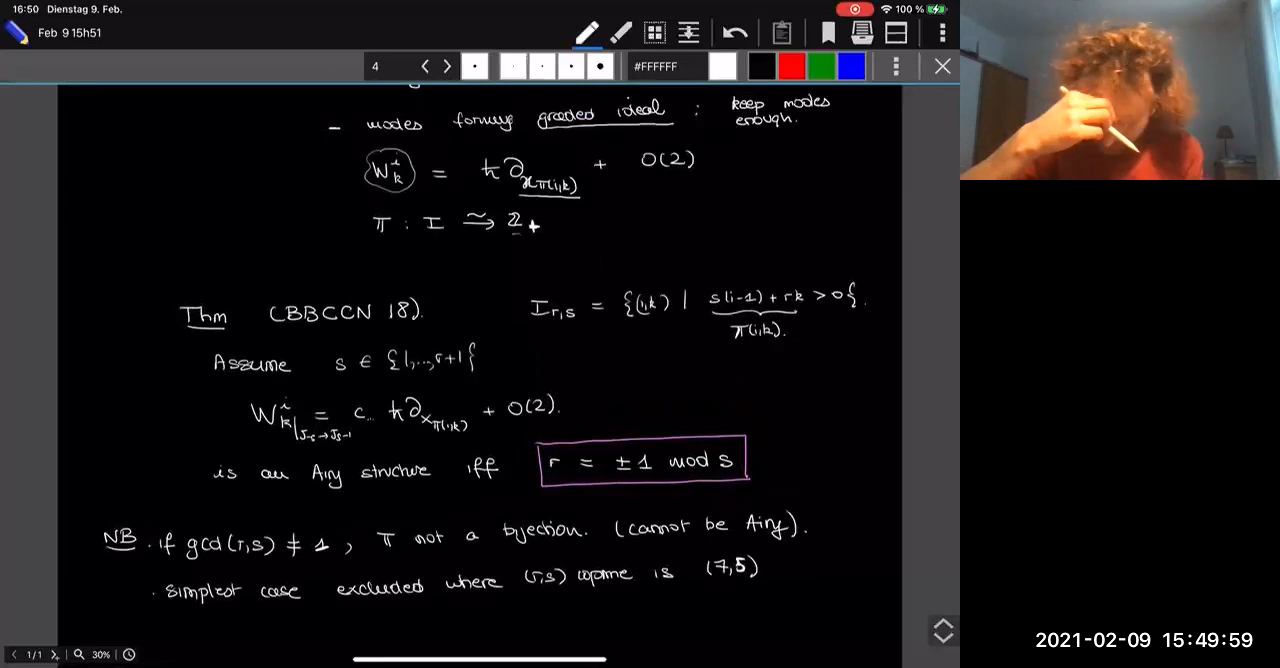 16:50 Dienstag 9. Feb.
100 %
Feb 9 15h51
4
#FFFFFF
- modes forming graded ideal : keep modes enough.
W^i_k = ħ∂_{x_{π(i,k)}} + O(2)
π : I ≃→ ℤ_+
Thm (BBCCN 18). I_{r,s} = {(i,k) | s(i-1) + rk > 0}.
π(i,k).
Assume s ∈ {1,...,r+1}
W^i_k|_{J_{-s} → J_{-s}-1} = c... ħ∂_{x_{π(i,k)}} + O(2).
is an Airy structure iff r = ±1 mod s
NB . if gcd(r,s) ≠ 1, π not a bijection. (cannot be Airy).
. simplest case excluded where (r,s) coprime is (7,5)
1/1
30%
2021-02-09 15:49:59